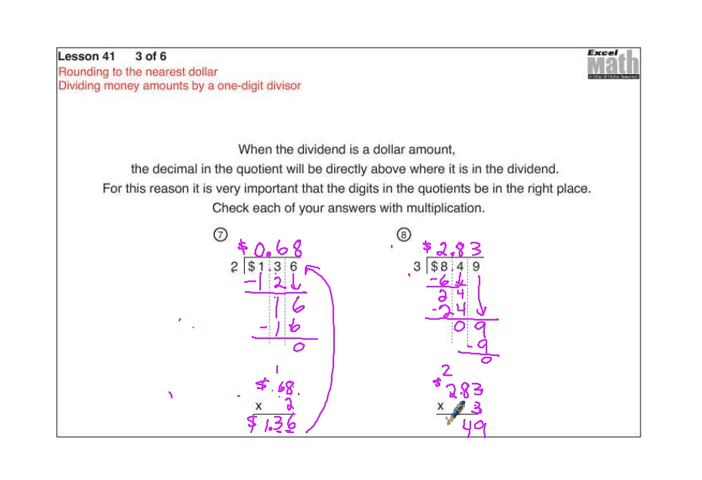 Lesson 41 3 of 6
Excel
Math
Rounding to the nearest dollar
Dividing money amounts by a one-digit divisor
When the dividend is a dollar amount,
the decimal in the quotient will be directly above where it is in the dividend.
For this reason it is very important that the digits in the quotients be in the right place.
Check each of your answers with multiplication.
7
$ 0.68
2 $1.36
-12
16
-16
0
1
$ .68
x 2
$1.36
8
$ 2.83
3 $8.49
-6
24
-24
09
-9
0
2
$283
x 3
49